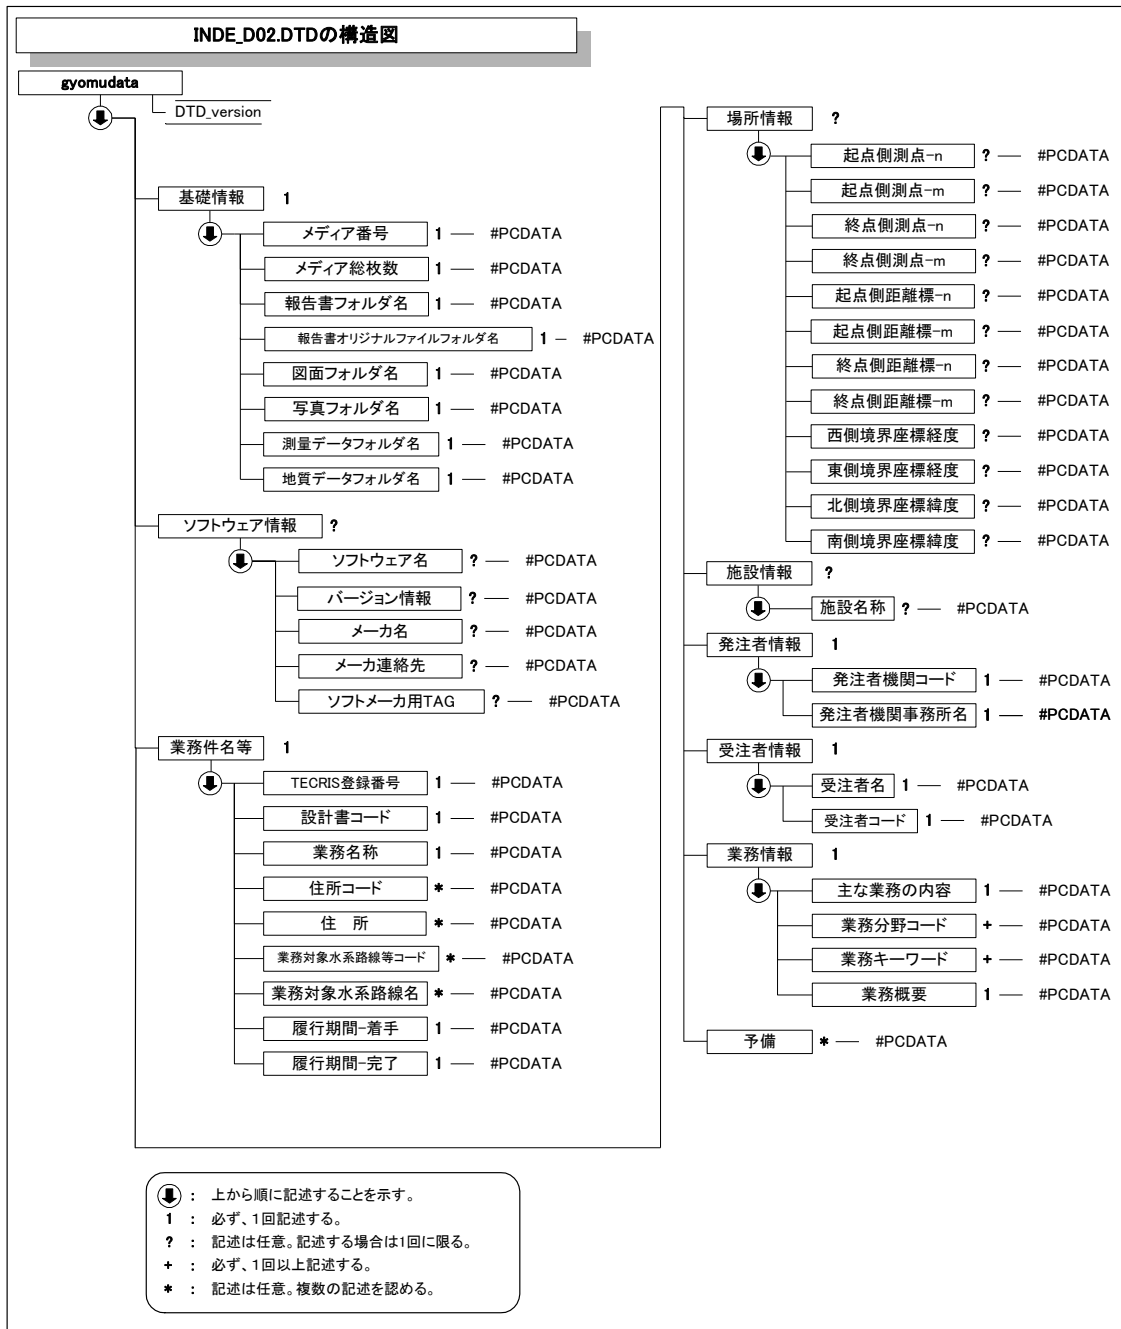 INDE_D02.DTDの構造図
gyomudata
DTD_version
基礎情報 1
メディア番号 1 — #PCDATA
メディア総枚数 1 — #PCDATA
報告書フォルダ名 1 — #PCDATA
報告書オリジナルファイルフォルダ名 1 — #PCDATA
図面フォルダ名 1 — #PCDATA
写真フォルダ名 1 — #PCDATA
測量データフォルダ名 1 — #PCDATA
地質データフォルダ名 1 — #PCDATA
ソフトウェア情報 ?
ソフトウェア名 ? — #PCDATA
バージョン情報 ? — #PCDATA
メーカ名 ? — #PCDATA
メーカ連絡先 ? — #PCDATA
ソフトメーカ用TAG ? — #PCDATA
業務件名等 1
TECRIS登録番号 1 — #PCDATA
設計書コード 1 — #PCDATA
業務名称 1 — #PCDATA
住所コード * — #PCDATA
住 所 * — #PCDATA
業務対象水系路線等コード * — #PCDATA
業務対象水系路線名 * — #PCDATA
履行期間-着手 1 — #PCDATA
履行期間-完了 1 — #PCDATA
場所情報 ?
起点側測点-n ? — #PCDATA
起点側測点-m ? — #PCDATA
終点側測点-n ? — #PCDATA
終点側測点-m ? — #PCDATA
起点側距離標-n ? — #PCDATA
起点側距離標-m ? — #PCDATA
終点側距離標-n ? — #PCDATA
終点側距離標-m ? — #PCDATA
西側境界座標経度 ? — #PCDATA
東側境界座標経度 ? — #PCDATA
北側境界座標緯度 ? — #PCDATA
南側境界座標緯度 ? — #PCDATA
施設情報 ?
施設名称 ? — #PCDATA
発注者情報 1
発注者機関コード 1 — #PCDATA
発注者機関事務所名 1 — #PCDATA
受注者情報 1
受注者名 1 — #PCDATA
受注者コード 1 — #PCDATA
業務情報 1
主な業務の内容 1 — #PCDATA
業務分野コード + — #PCDATA
業務キーワード + — #PCDATA
業務概要 1 — #PCDATA
予備 * — #PCDATA
: 上から順に記述することを示す。
1 : 必ず、1回記述する。
? : 記述は任意。記述する場合は1回に限る。
+ : 必ず、1回以上記述する。
* : 記述は任意。複数の記述を認める。